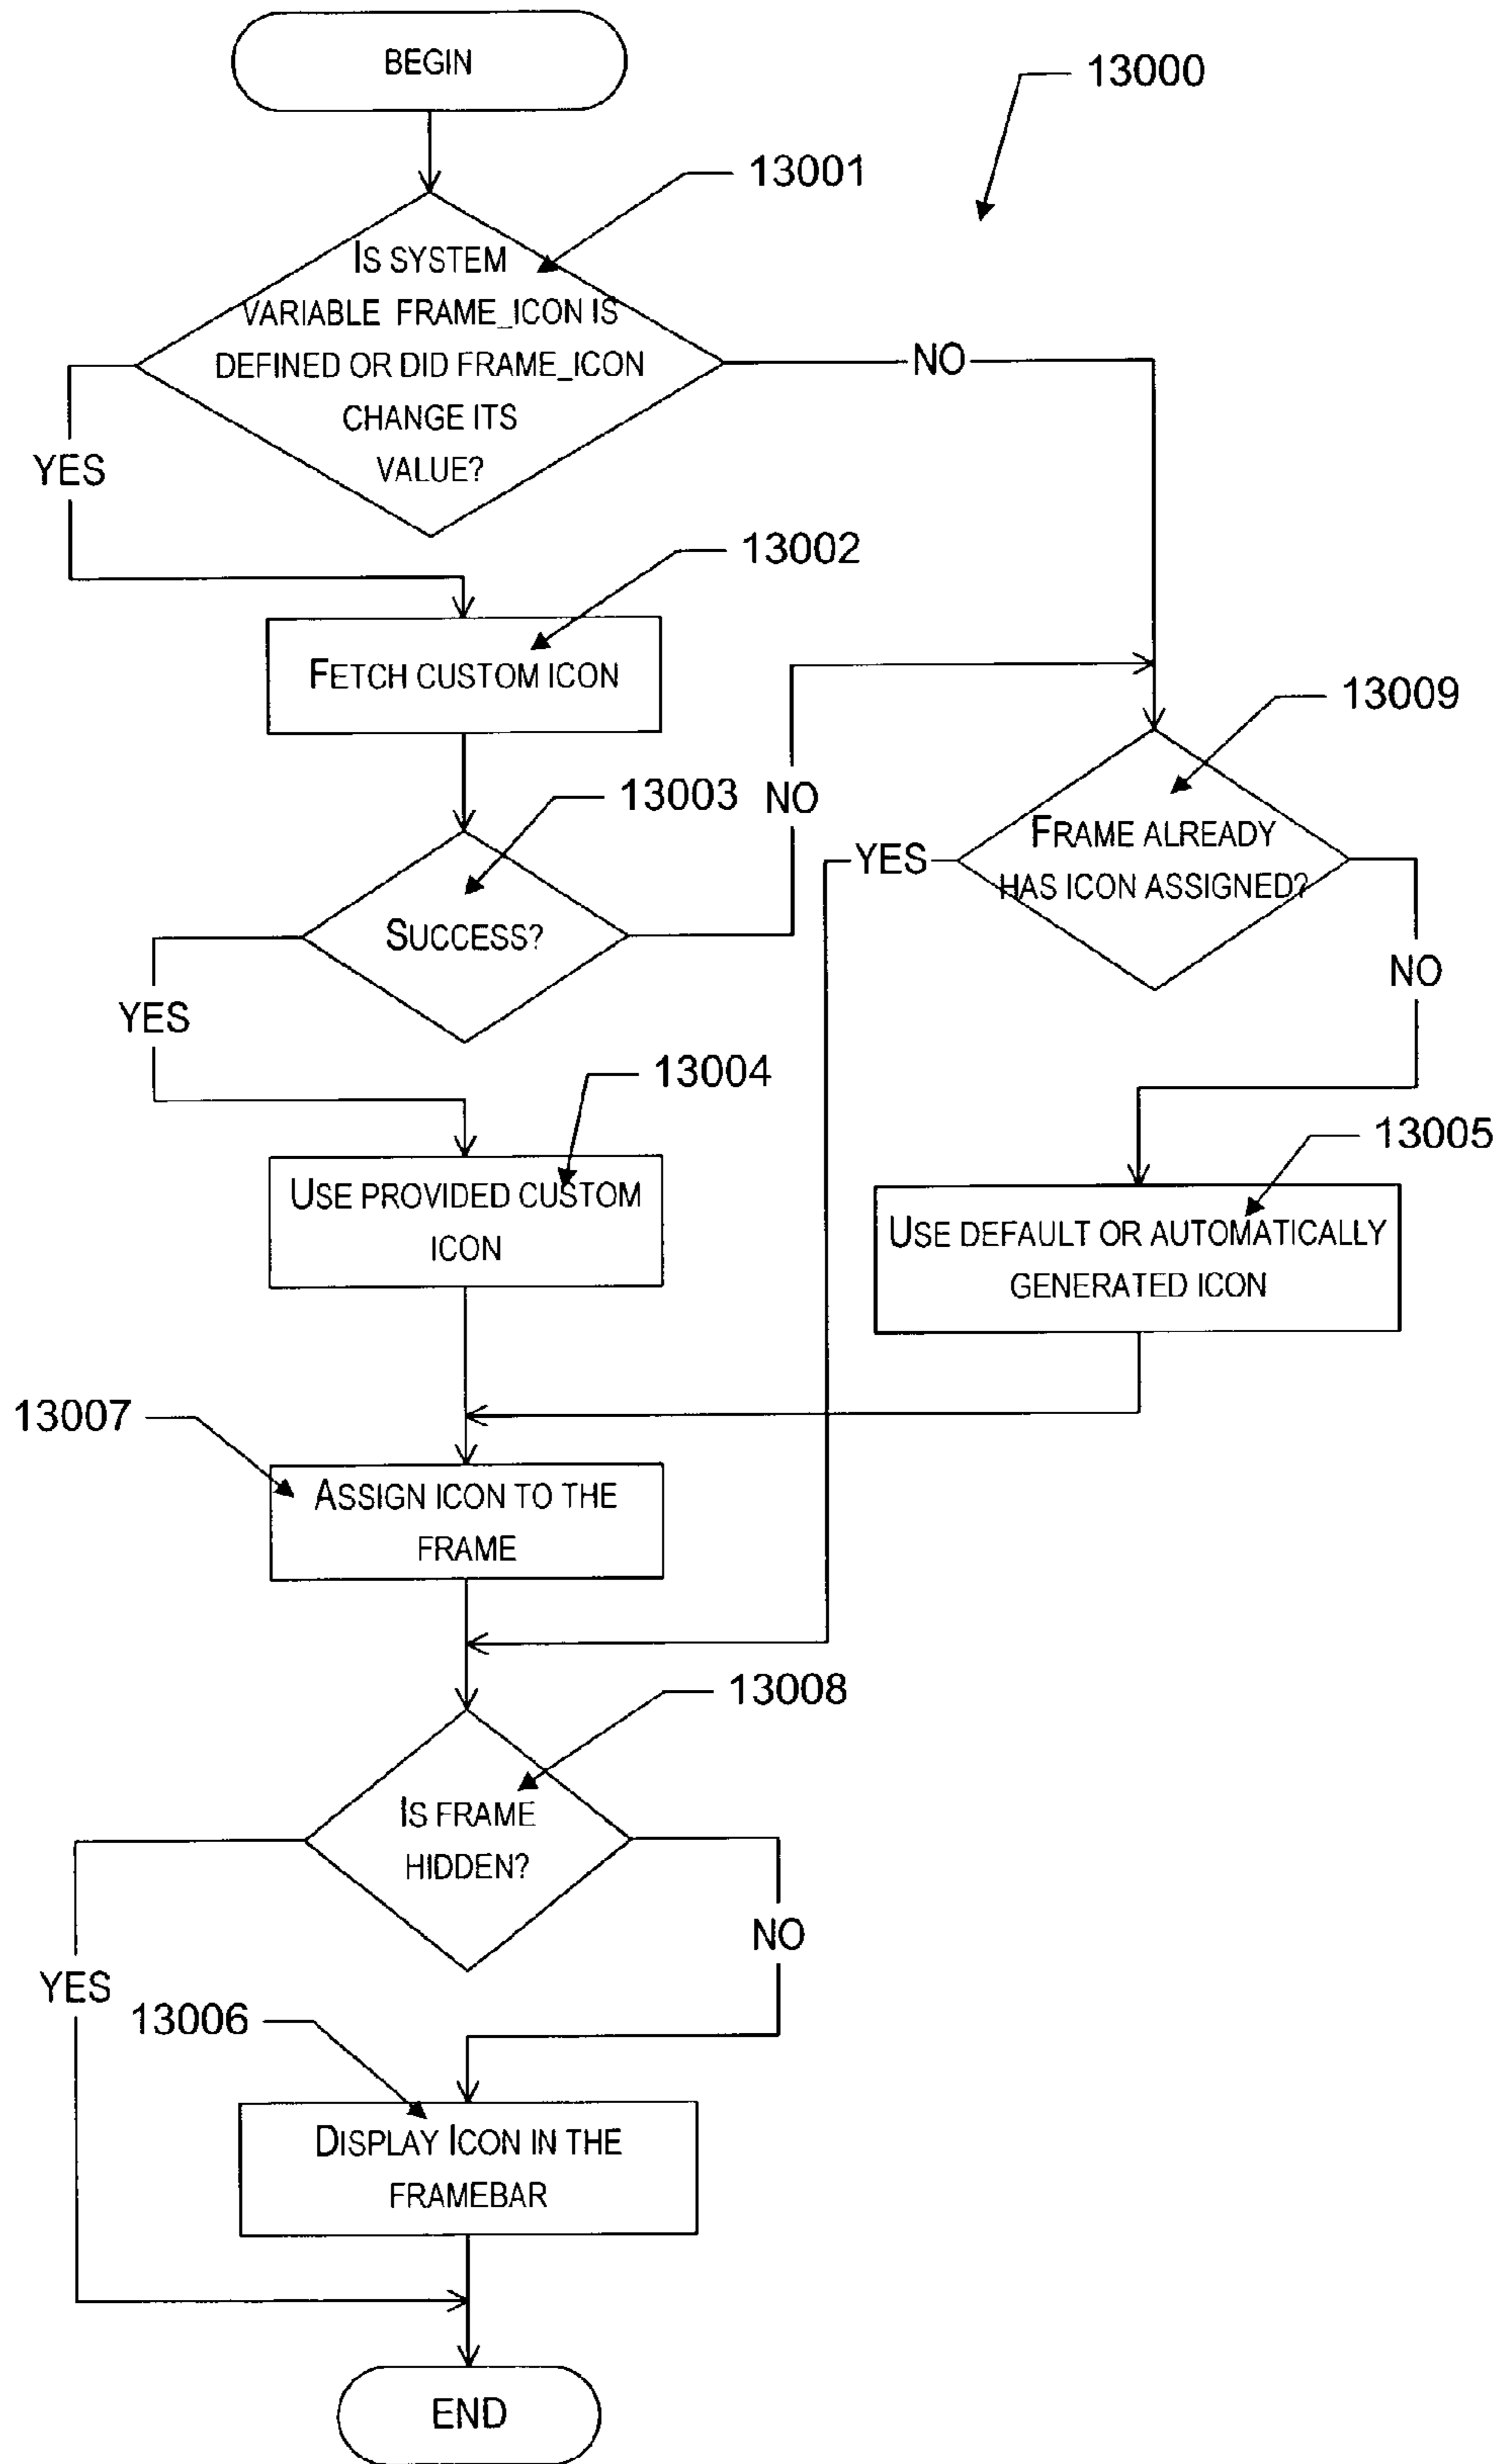 BEGIN
13000
13001
IS SYSTEM
VARIABLE FRAME_ICON IS
DEFINED OR DID FRAME_ICON
CHANGE ITS
VALUE?
NO
YES
13002
FETCH CUSTOM ICON
13009
13003
NO
FRAME ALREADY
HAS ICON ASSIGNED?
YES
SUCCESS?
NO
YES
13004
13005
USE PROVIDED CUSTOM
ICON
USE DEFAULT OR AUTOMATICALLY
GENERATED ICON
13007
ASSIGN ICON TO THE
FRAME
13008
IS FRAME
HIDDEN?
NO
YES
13006
DISPLAY ICON IN THE
FRAMEBAR
END